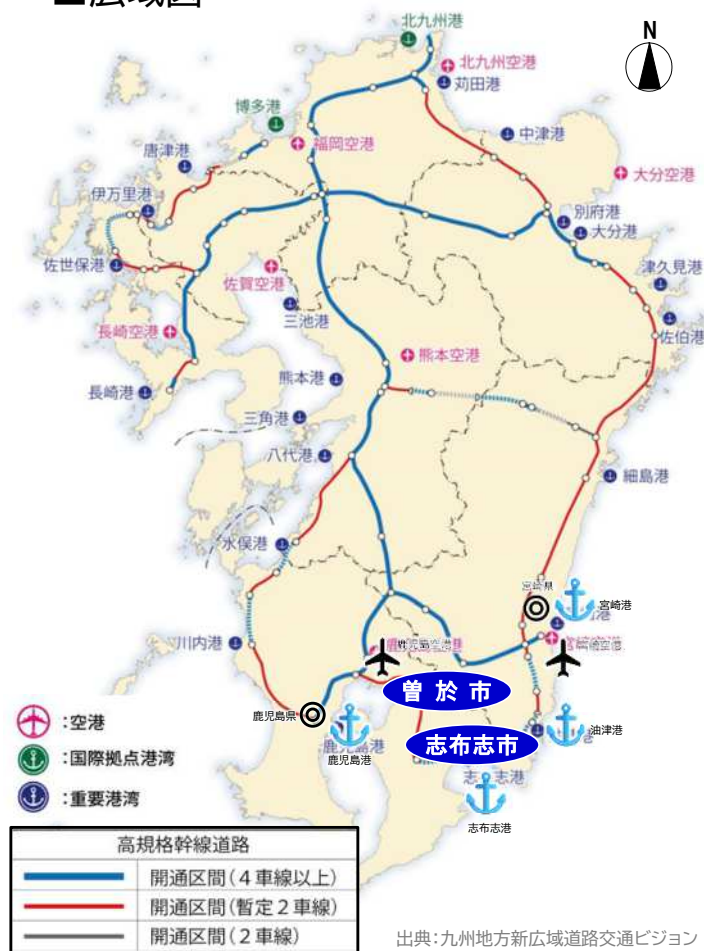 ■広域図
N
北九州港
北九州空港
苅田港
博多港
福岡空港
中津港
唐津港
大分空港
伊万里港
別府港
大分港
佐世保港
佐賀空港
津久見港
三池港
長崎空港
佐伯港
熊本空港
長崎港
熊本港
三角港
八代港
細島港
水俣港
宮崎県
宮崎港
川内港
鹿児島空港
曽於市
鹿児島県
志布志市
油津港
鹿児島港
鹿児島港
志布志港
:空港
:国際拠点港湾
:重要港湾
高規格幹線道路
開通区間(4車線以上)
開通区間(暫定2車線)
開通区間(2車線)
出典:九州地方新広域道路交通ビジョン